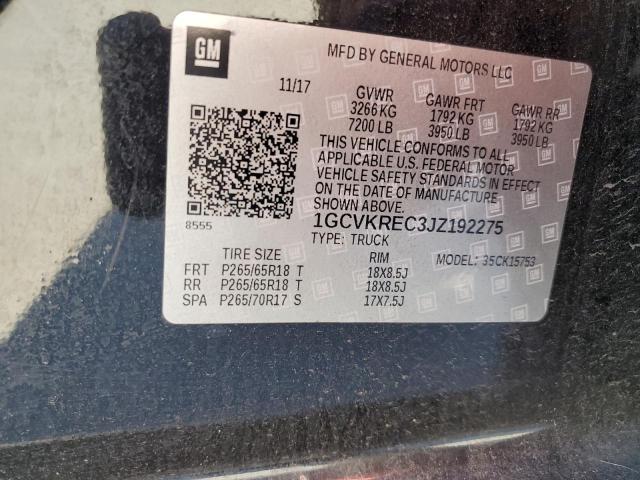 GM
MFD BY GENERAL MOTORS LLC
11/17
GVWR GAWR FRT GAWR RR
3266 KG 1792 KG 1792 KG
7200 LB 3950 LB 3950 LB
THIS VEHICLE CONFORMS TO ALL
APPLICABLE U.S. FEDERAL MOTOR
VEHICLE SAFETY STANDARDS IN EFFECT
ON THE DATE OF MANUFACTURE
SHOWN ABOVE.
8555
1GCVKREC3JZ192275
TYPE: TRUCK
TIRE SIZE RIM MODEL: 35CK15753
FRT P265/65R18 T 18X8.5J
RR P265/65R18 T 18X8.5J
SPA P265/70R17 S 17X7.5J